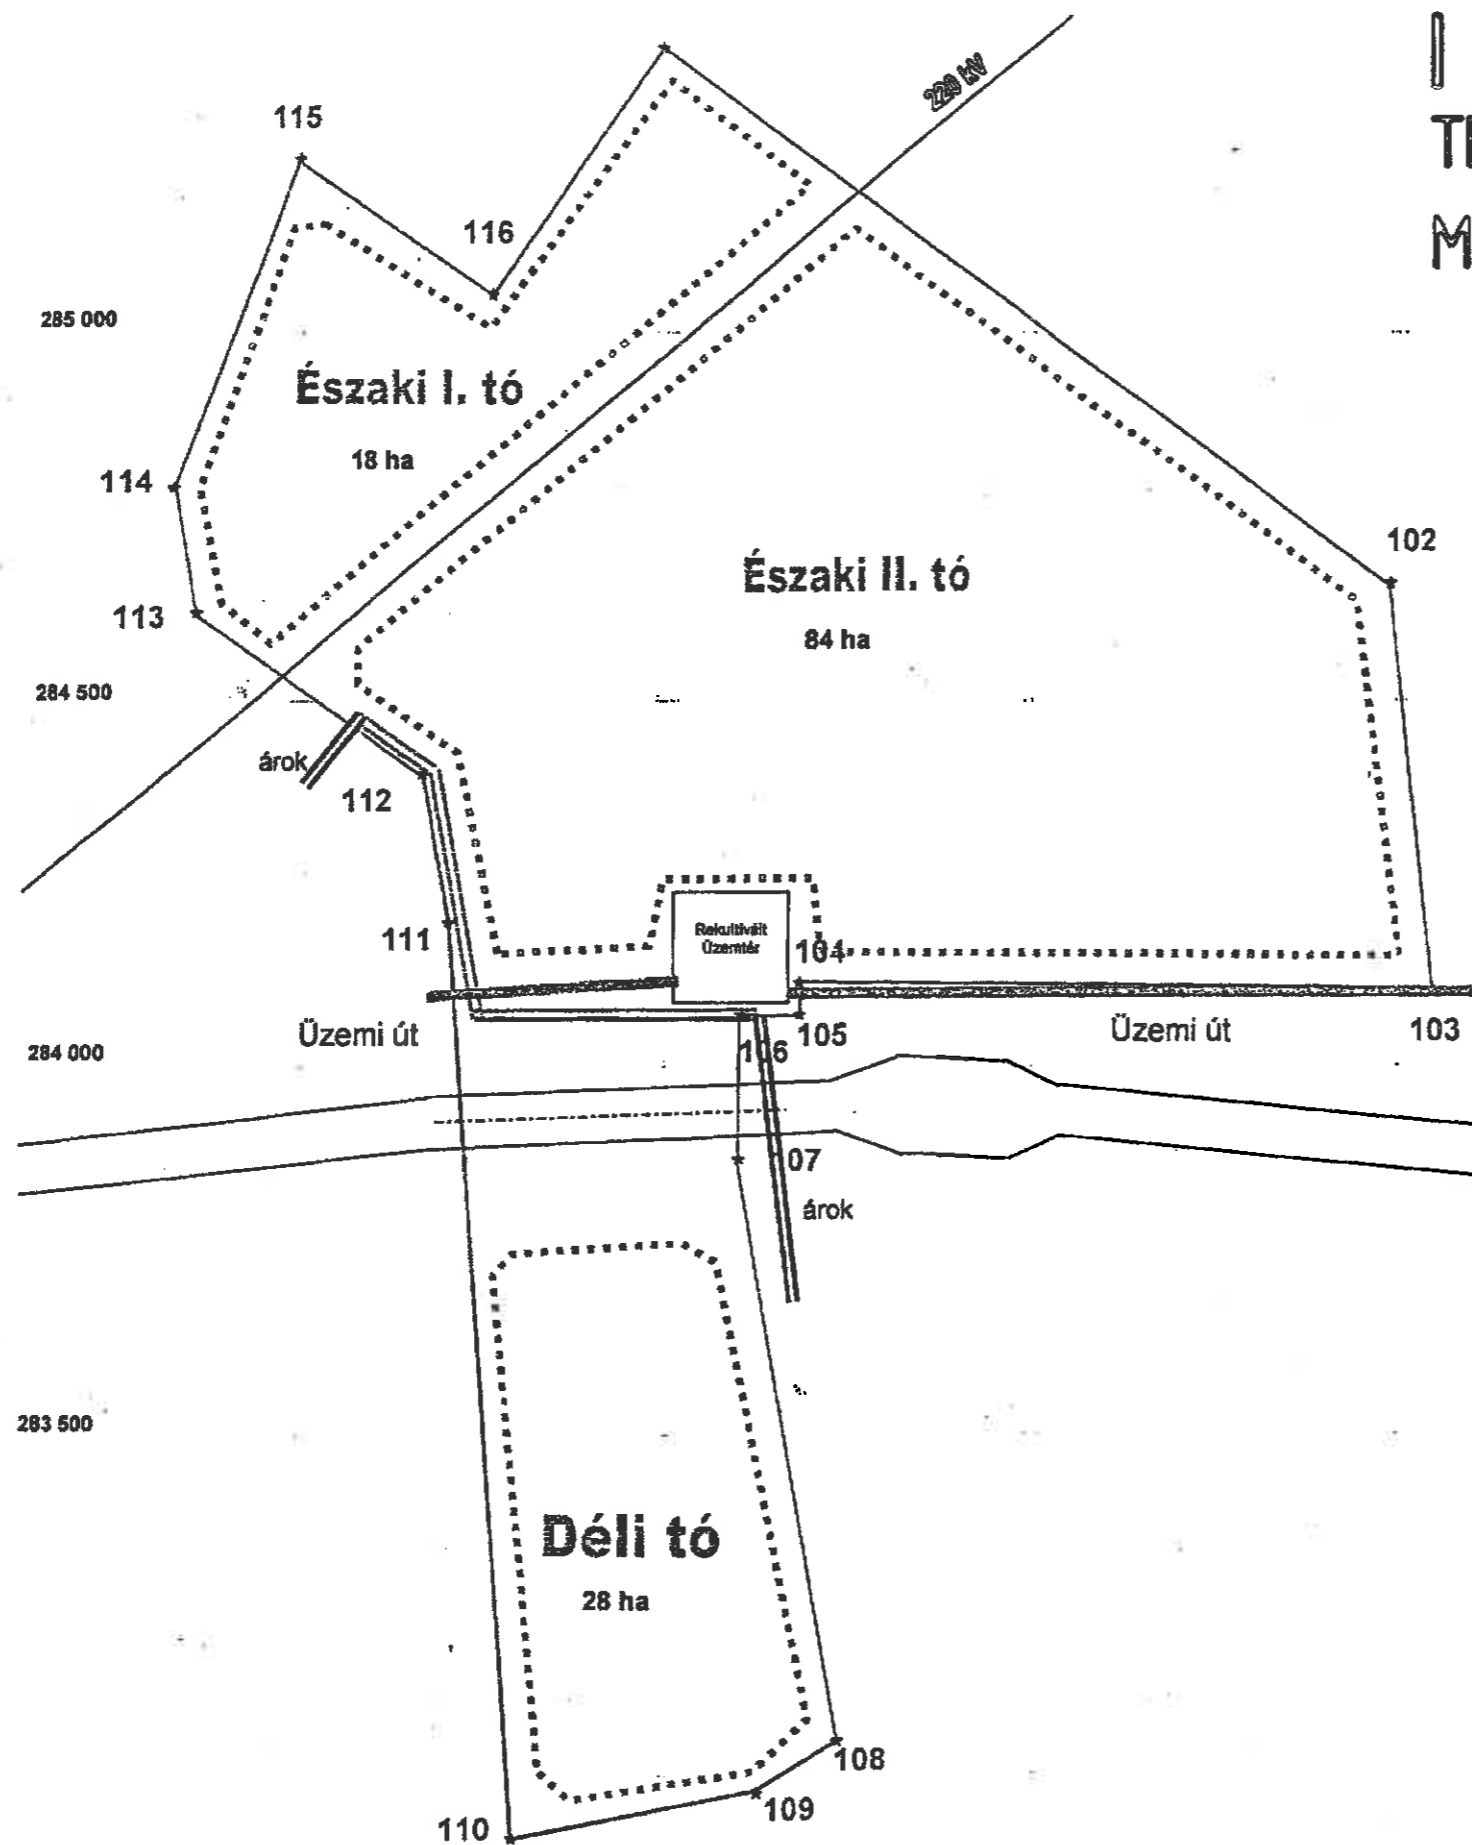 220 kV
115
116
285 000
Északi I. tó
18 ha
114
102
Északi II. tó
84 ha
113
284 500
árok
112
Rekultivált
Üzemtér
111
104
Üzemi út
105
Üzemi út
103
106
284 000
07
árok
283 500
Déli tó
28 ha
108
109
110